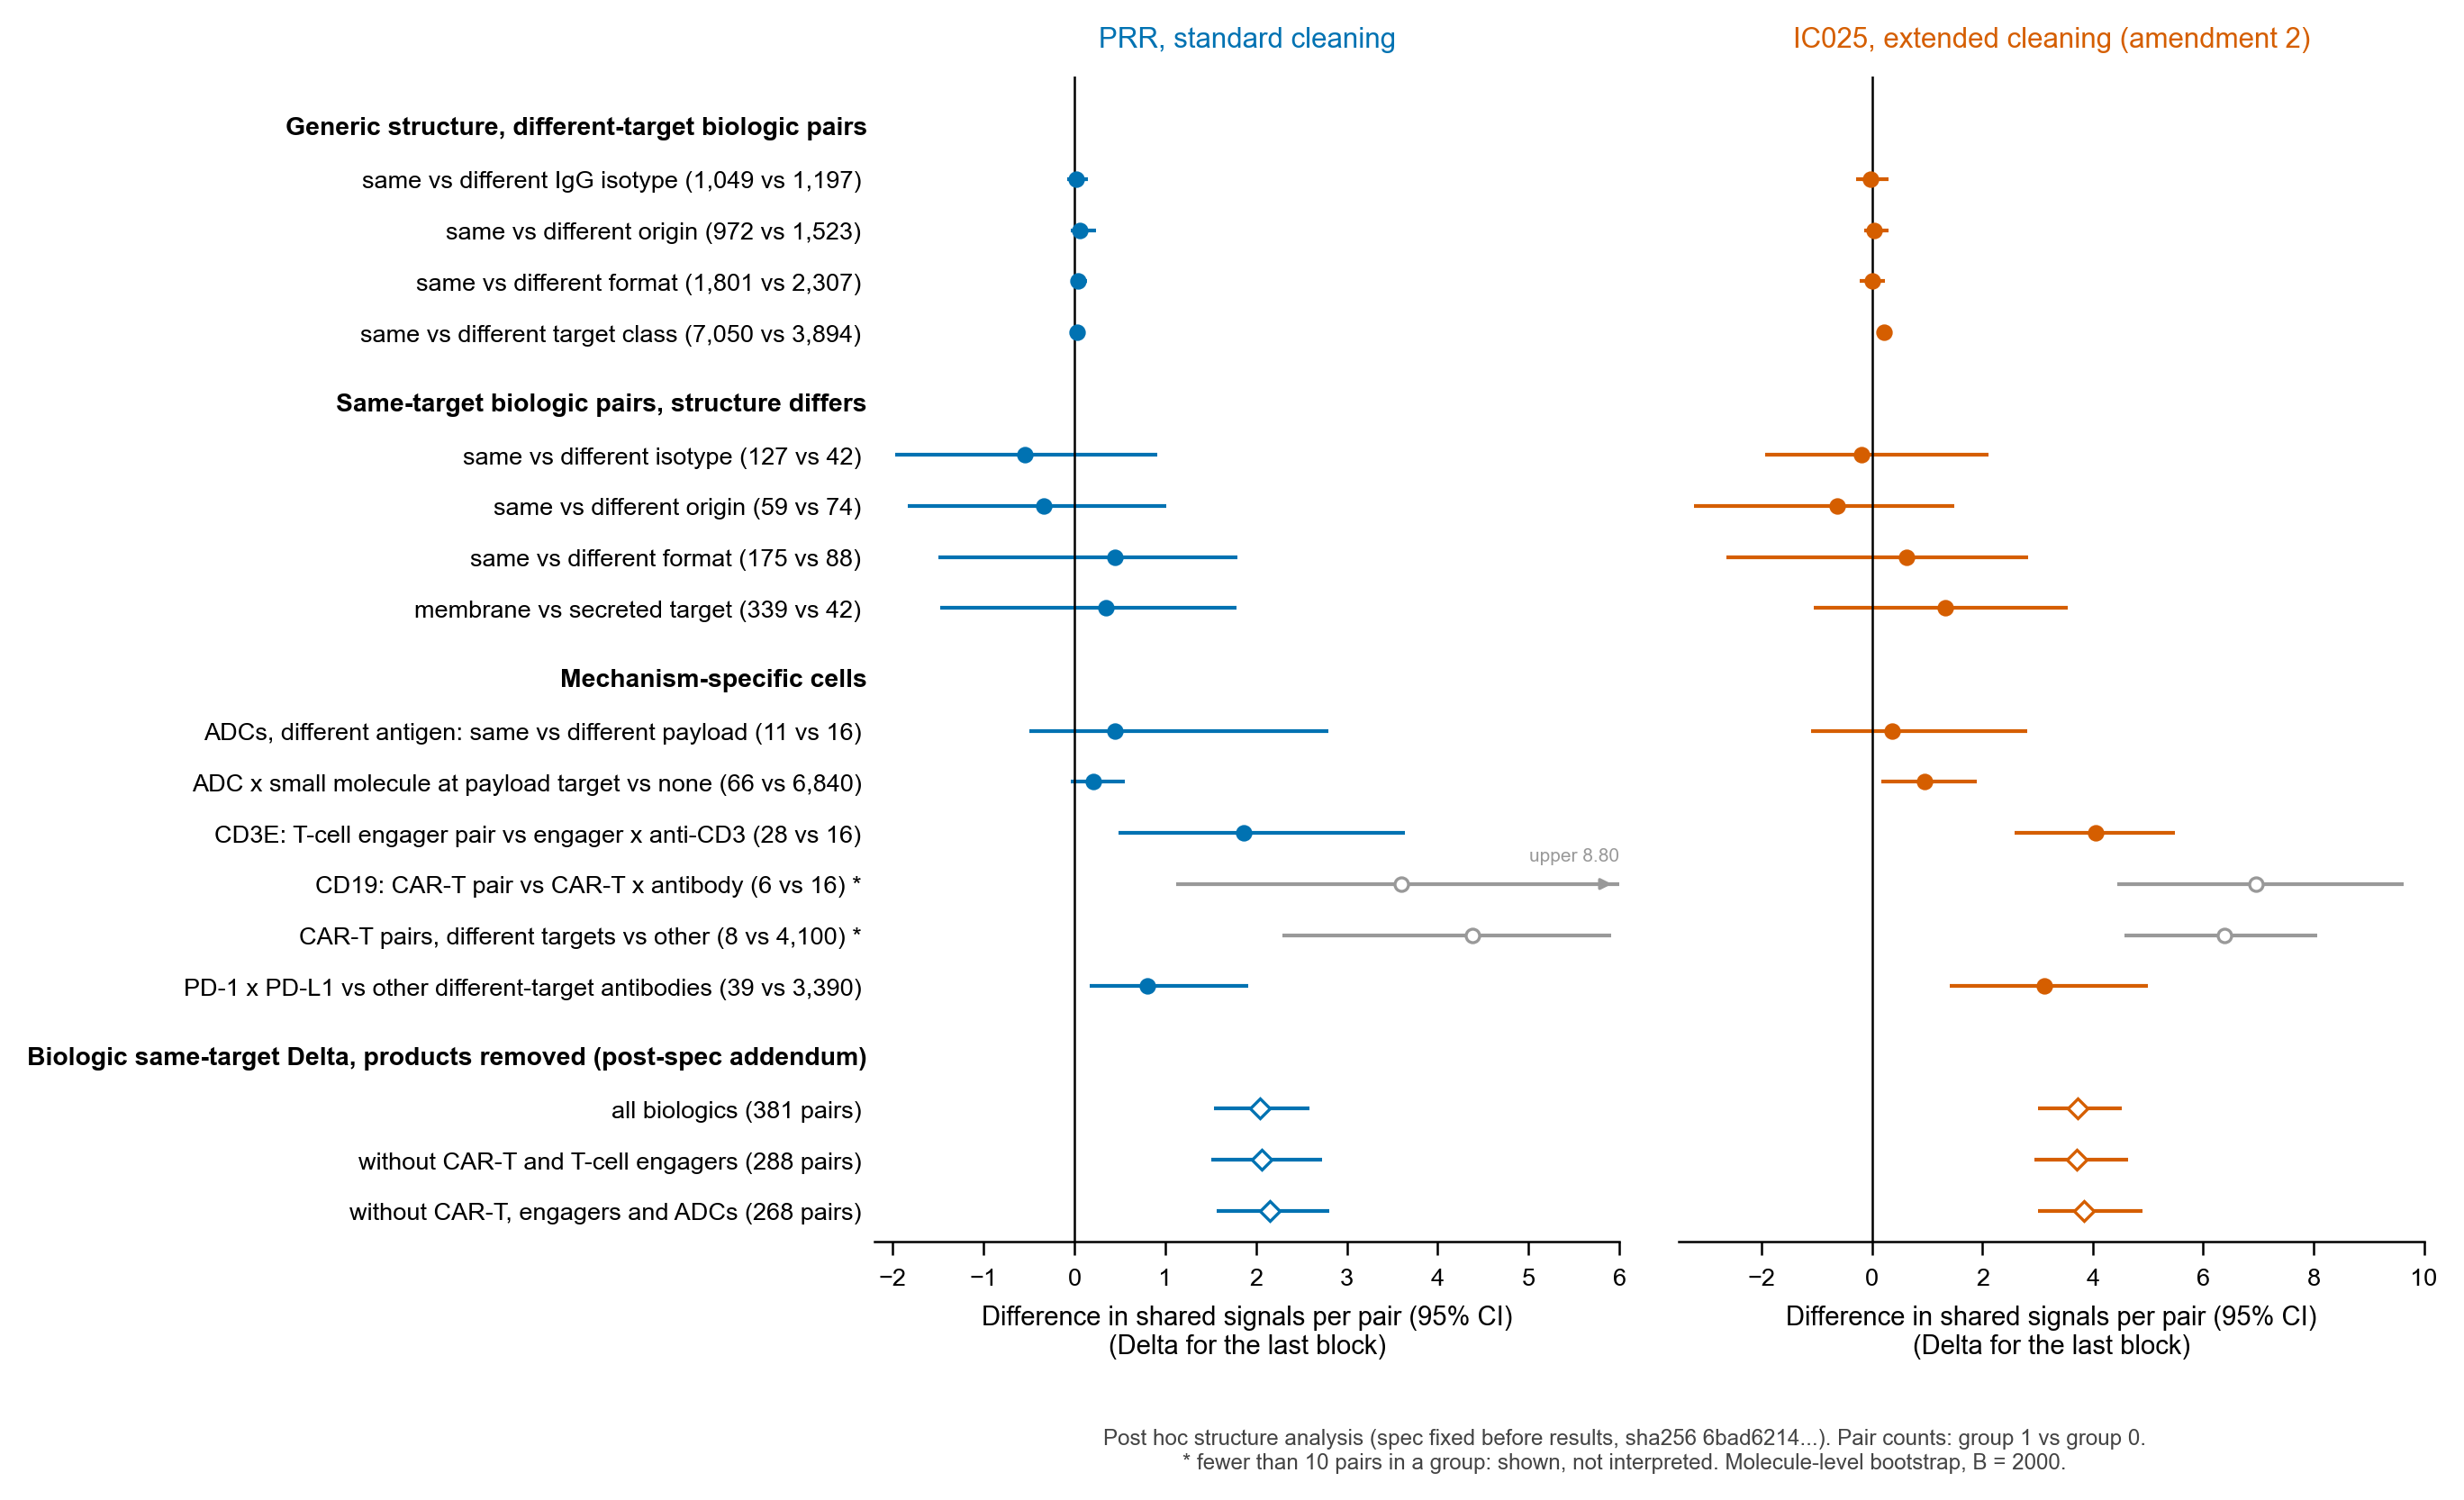 PRR, standard cleaning
IC025, extended cleaning (amendment 2)
Generic structure, different-target biologic pairs
same vs different IgG isotype (1,049 vs 1,197)
same vs different origin (972 vs 1,523)
same vs different format (1,801 vs 2,307)
same vs different target class (7,050 vs 3,894)
Same-target biologic pairs, structure differs
same vs different isotype (127 vs 42)
same vs different origin (59 vs 74)
same vs different format (175 vs 88)
membrane vs secreted target (339 vs 42)
Mechanism-specific cells
ADCs, different antigen: same vs different payload (11 vs 16)
ADC x small molecule at payload target vs none (66 vs 6,840)
CD3E: T-cell engager pair vs engager x anti-CD3 (28 vs 16)
upper 8.80
CD19: CAR-T pair vs CAR-T x antibody (6 vs 16) *
CAR-T pairs, different targets vs other (8 vs 4,100) *
PD-1 x PD-L1 vs other different-target antibodies (39 vs 3,390)
Biologic same-target Delta, products removed (post-spec addendum)
all biologics (381 pairs)
without CAR-T and T-cell engagers (288 pairs)
without CAR-T, engagers and ADCs (268 pairs)
−2 −1 0 1 2 3 4 5 6
−2 0 2 4 6 8 10
Difference in shared signals per pair (95% CI)
(Delta for the last block)
Difference in shared signals per pair (95% CI)
(Delta for the last block)
Post hoc structure analysis (spec fixed before results, sha256 6bad6214...). Pair counts: group 1 vs group 0.
* fewer than 10 pairs in a group: shown, not interpreted. Molecule-level bootstrap, B = 2000.